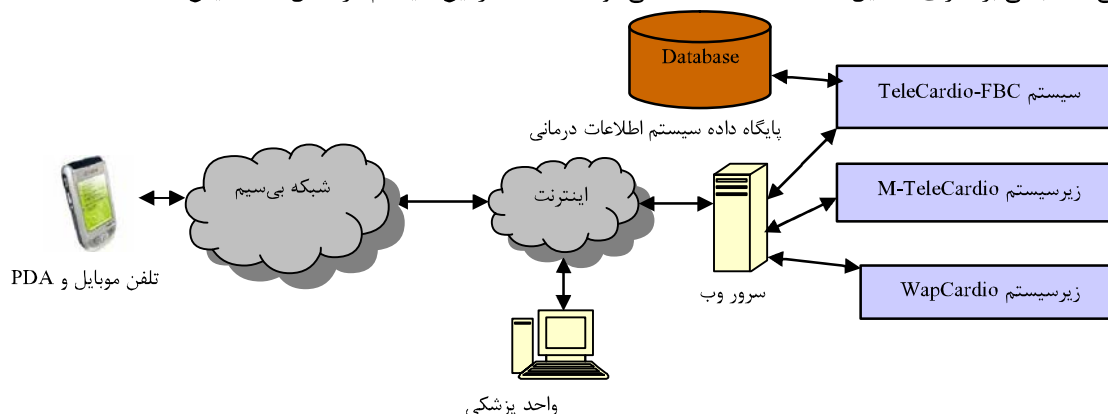 Database
سیستم TeleCardio-FBC
پایگاه داده سیستم اطلاعات درمانی
شبکه بی‌سیم
اینترنت
زیرسیستم M-TeleCardio
تلفن موبایل و PDA
سرور وب
زیرسیستم WapCardio
واحد پزشکی